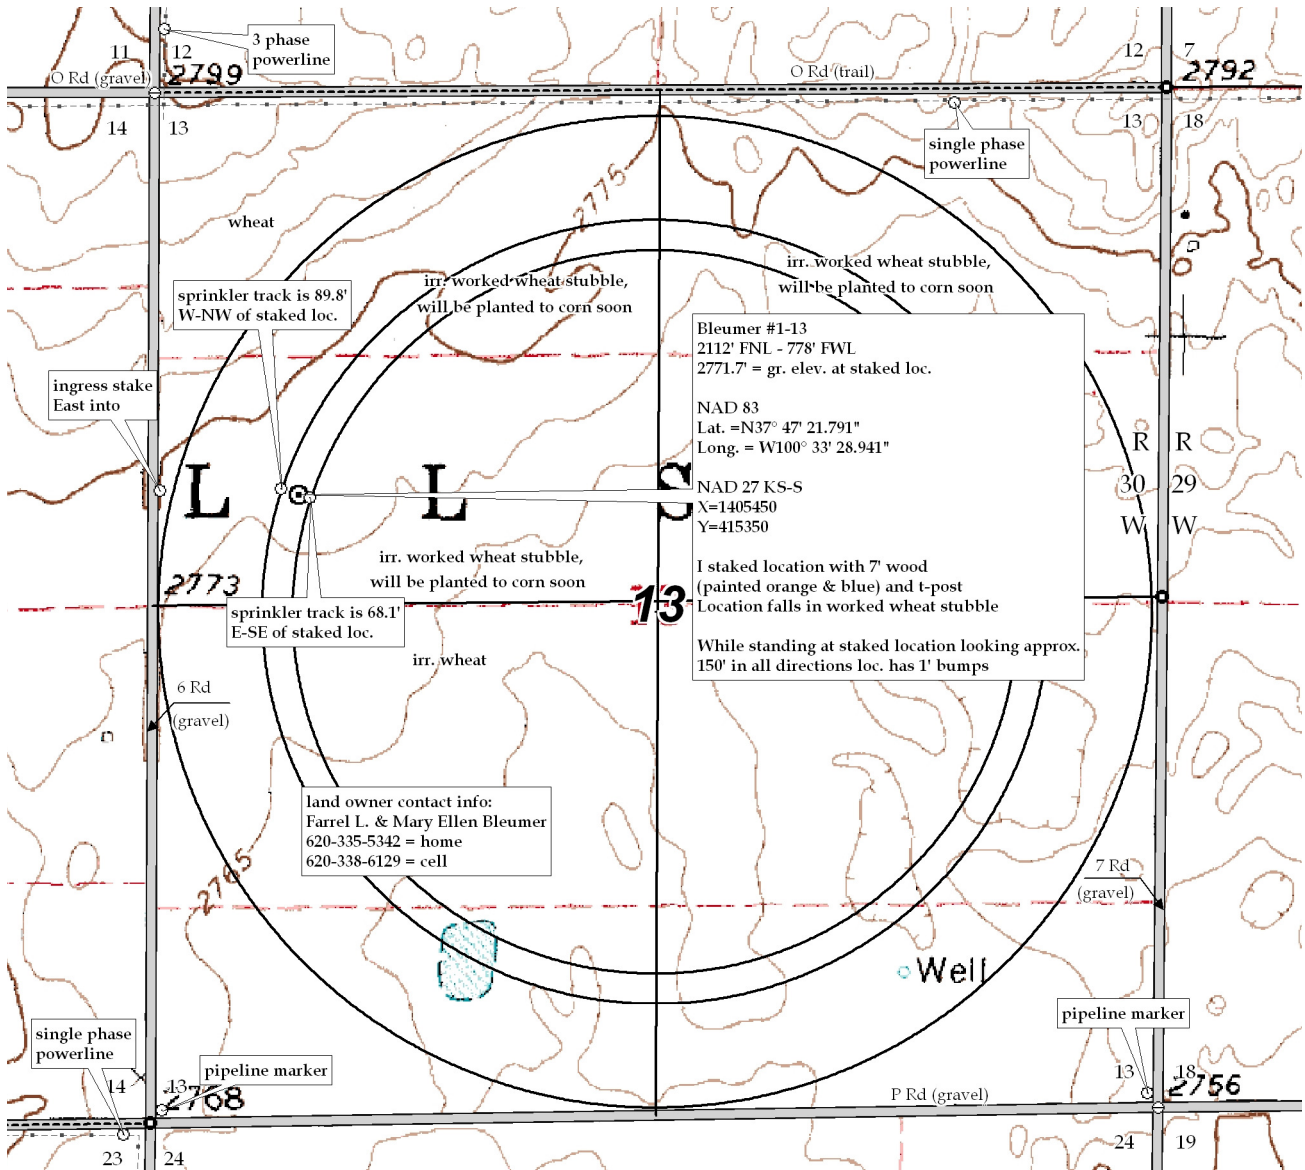 3 phase
powerline
11
12
2799
O Rd (gravel)
O Rd (trail)
12
7
2792
14
13
13
18
single phase
powerline
2775
wheat
irr. worked wheat stubble,
will be planted to corn soon
irr. worked wheat stubble,
will be planted to corn soon
sprinkler track is 89.8'
W-NW of staked loc.
Bleumer #1-13
2112' FNL - 778' FWL
2771.7' = gr. elev. at staked loc.
NAD 83
Lat. =N37° 47' 21.791"
Long. = W100° 33' 28.941"
NAD 27 KS-S
X=1405450
Y=415350
I staked location with 7' wood
(painted orange & blue) and t-post
Location falls in worked wheat stubble
While standing at staked location looking approx.
150' in all directions loc. has 1' bumps
ingress stake
East into
R R
30 29
W W
L L S
irr. worked wheat stubble,
will be planted to corn soon
2773
13
sprinkler track is 68.1'
E-SE of staked loc.
irr. wheat
6 Rd
(gravel)
land owner contact info:
Farrel L. & Mary Ellen Bleumer
620-335-5342 = home
620-338-6129 = cell
2765
7 Rd
(gravel)
Well
pipeline marker
single phase
powerline
pipeline marker
14
13
2768
13
18
2756
P Rd (gravel)
23
24
24
19